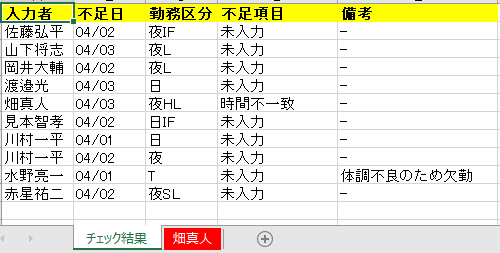 入力者 不足日 勤務区分 不足項目 備考
佐藤弘平 04/02 夜IF 未入力 −
山下将志 04/03 夜L 未入力 −
岡井大輔 04/02 夜L 未入力 −
渡邉光 04/03 日 未入力 −
畑真人 04/03 夜HL 時間不一致 −
見本智孝 04/02 日IF 未入力 −
川村一平 04/01 日 未入力 −
川村一平 04/02 夜 未入力 −
水野亮一 04/01 T 未入力 体調不良のため欠勤
赤星祐二 04/02 夜SL 未入力 −
チェック結果 畑真人